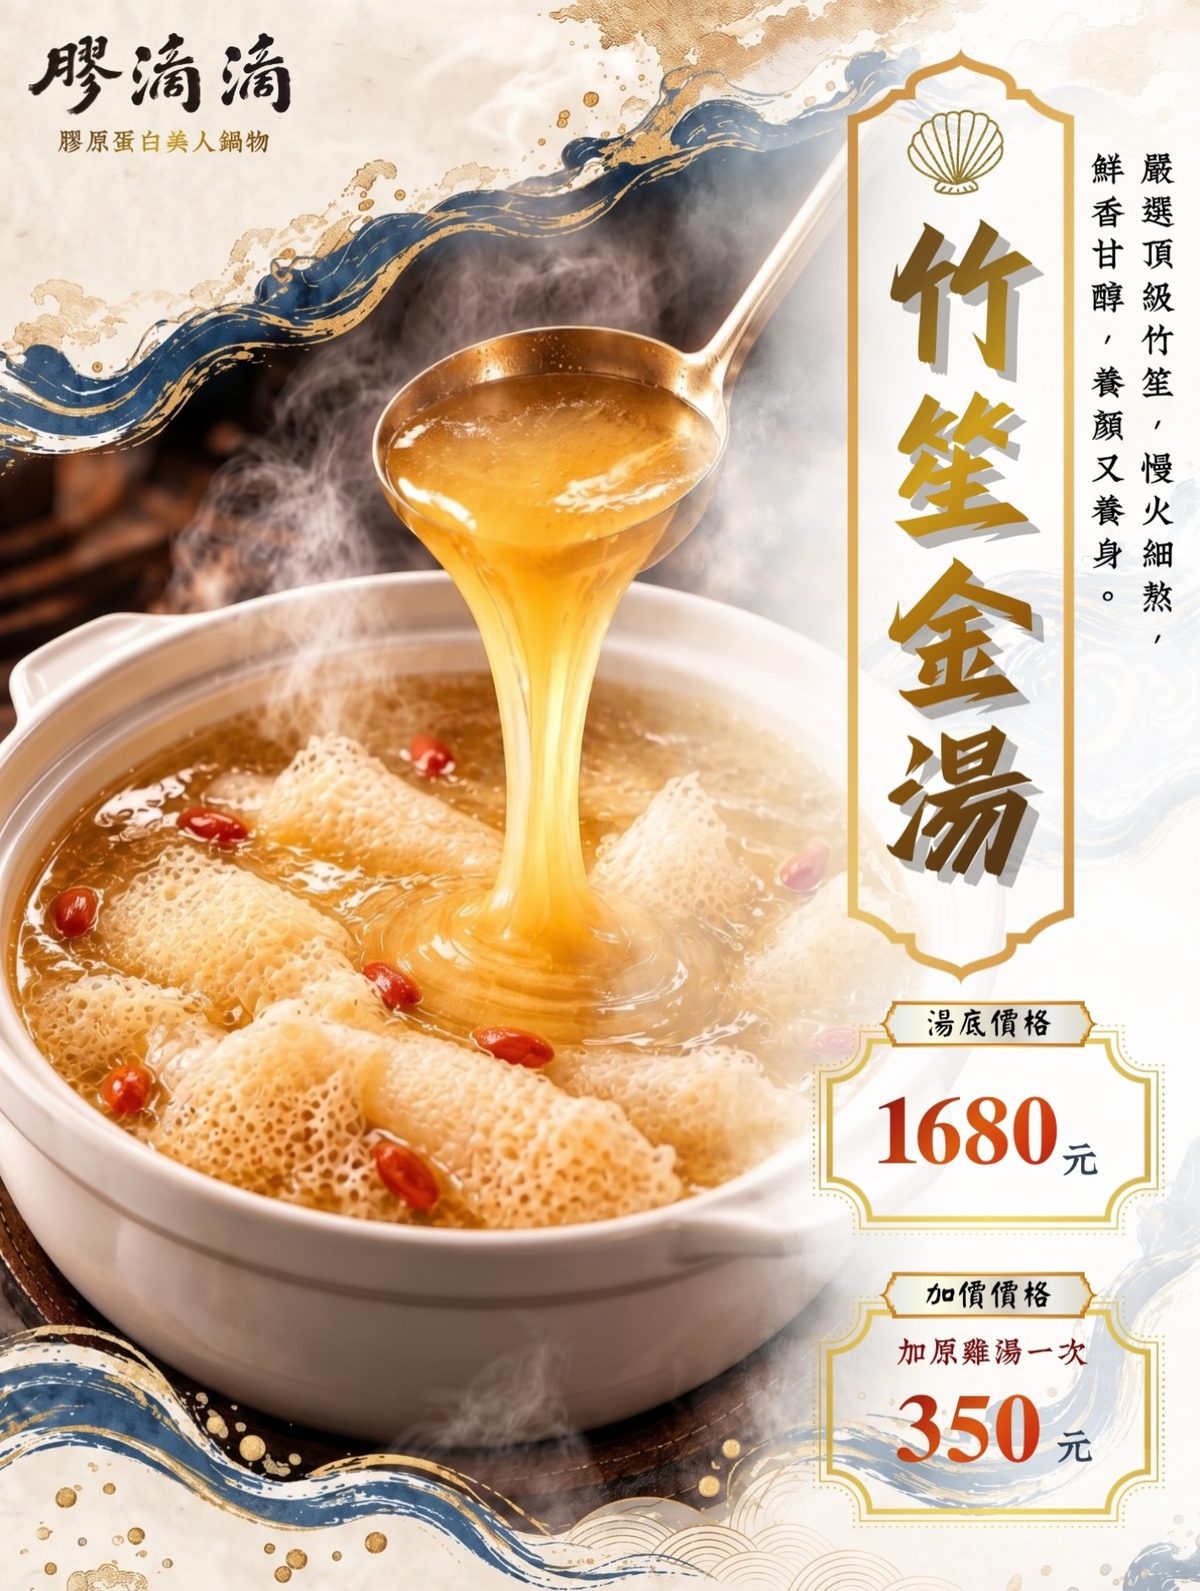 膠滴滴
膠原蛋白美人鍋物
嚴選頂級竹笙，慢火細熬，
鮮香甘醇，養顏又養身。
竹笙金湯
湯底價格
1680元
加價價格
加原雞湯一次
350元